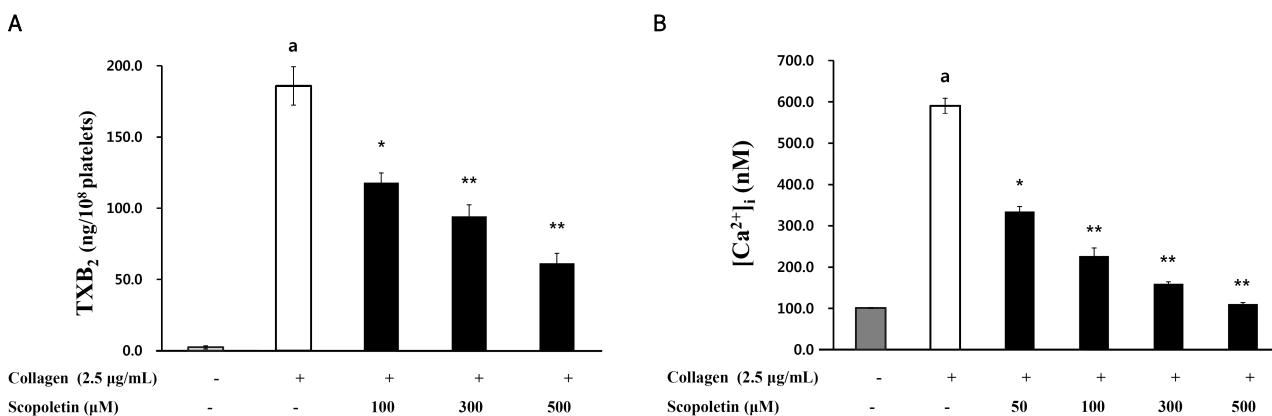 A
B
a
200.0
150.0
100.0
50.0
0.0
*
**
**
TXB2 (ng/10⁸ platelets)
Collagen (2.5 μg/mL) - + + + +
Scopoletin (μM) - - 100 300 500
a
700.0
600.0
500.0
400.0
300.0
200.0
100.0
0.0
*
**
**
**
[Ca²⁺]i (nM)
Collagen (2.5 μg/mL) - + + + + +
Scopoletin (μM) - - 50 100 300 500